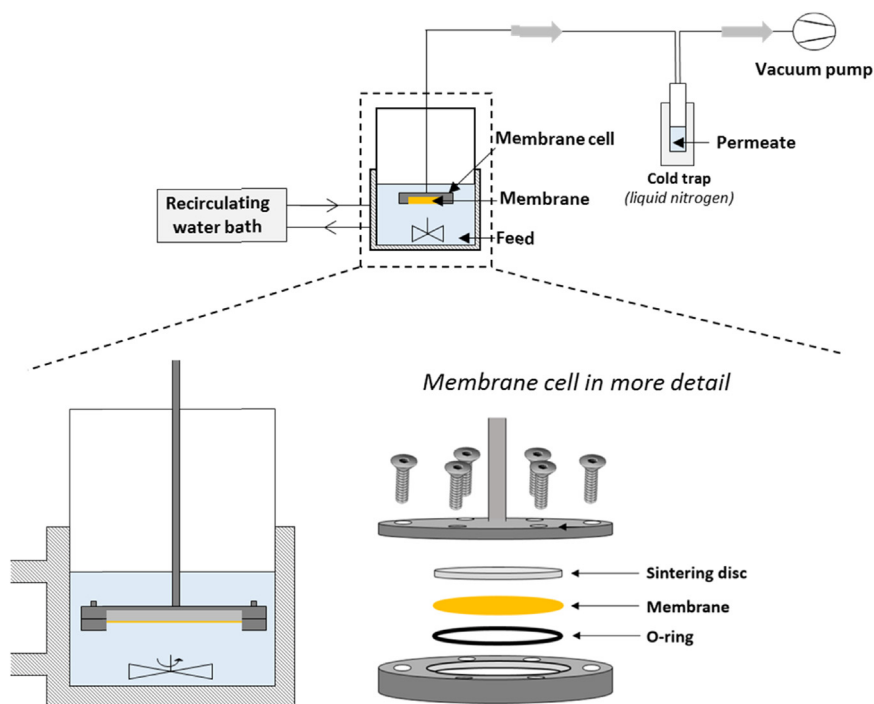 Vacuum pump
Membrane cell
Permeate
Cold trap
(liquid nitrogen)
Recirculating
water bath
Membrane
Feed
Membrane cell in more detail
Sintering disc
Membrane
O-ring